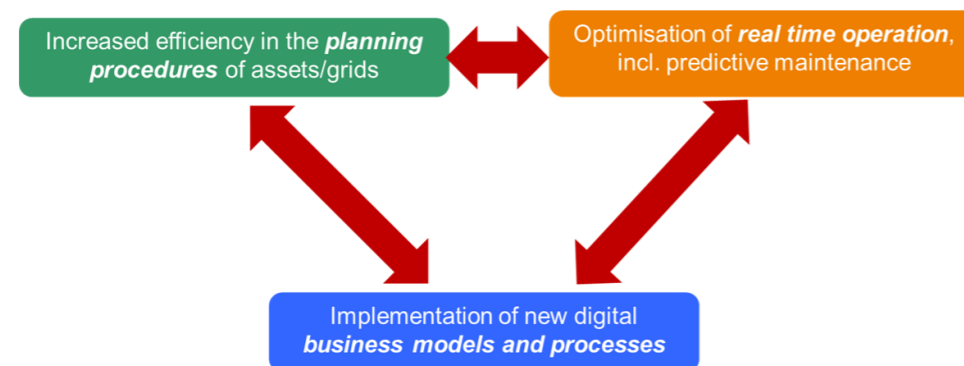 Increased efficiency in the planning
procedures of assets/grids
Optimisation of real time operation,
incl. predictive maintenance
Implementation of new digital
business models and processes